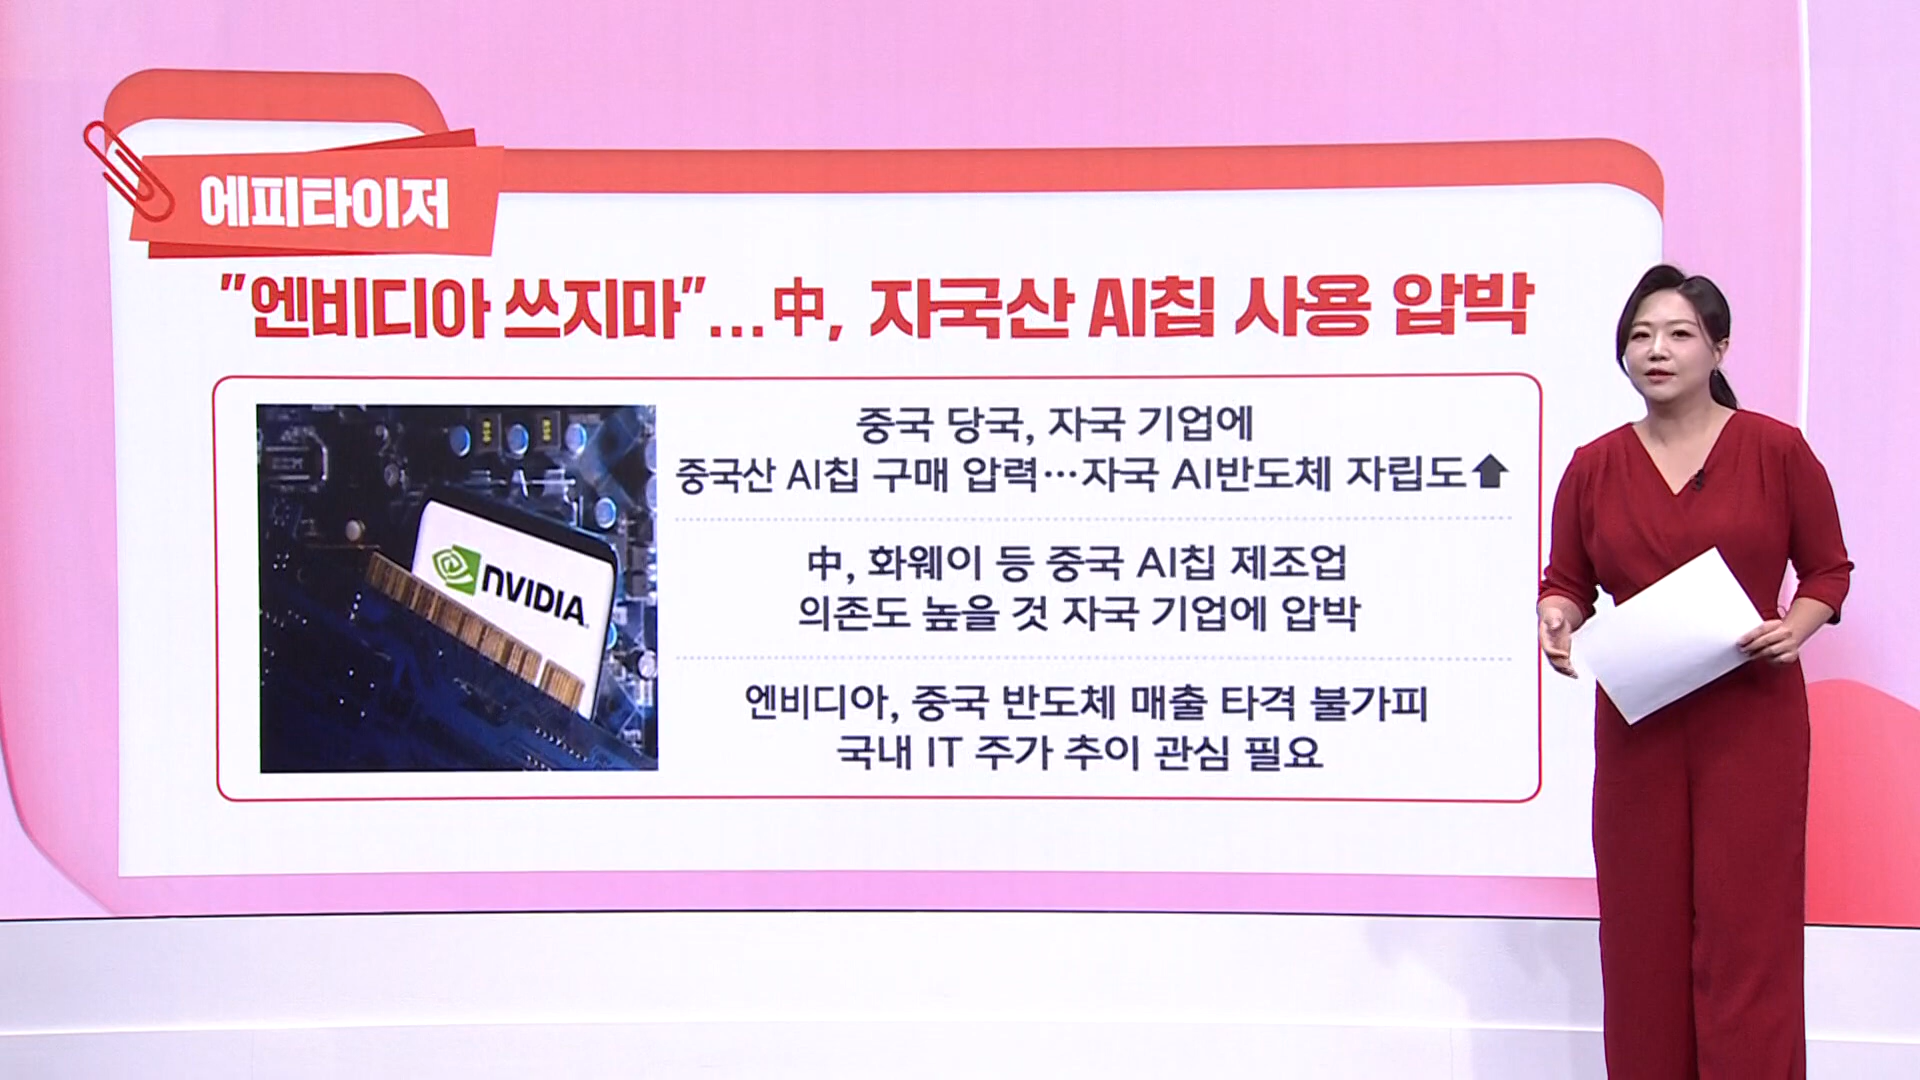 에피타이저
"엔비디아 쓰지마"...中, 자국산 AI칩 사용 압박
중국 당국, 자국 기업에
중국산 AI칩 구매 압력…자국 AI반도체 자립도⬆
中, 화웨이 등 중국 AI칩 제조업
의존도 높을 것 자국 기업에 압박
엔비디아, 중국 반도체 매출 타격 불가피
국내 IT 주가 추이 관심 필요
NVIDIA